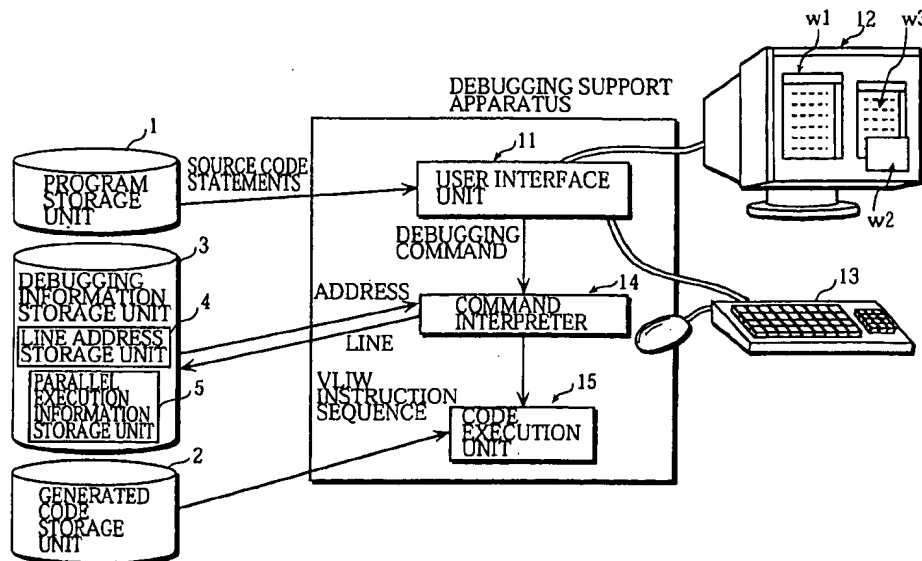 w1
12
w3
DEBUGGING SUPPORT
APPARATUS
1
PROGRAM
STORAGE
UNIT
SOURCE CODE
STATEMENTS
11
USER INTERFACE
UNIT
w2
DEBUGGING
COMMAND
3
DEBUGGING
INFORMATION
STORAGE UNIT
4
LINE ADDRESS
STORAGE UNIT
5
PARALLEL
EXECUTION
INFORMATION
STORAGE UNIT
ADDRESS
LINE
14
COMMAND
INTERPRETER
13
VLIW
INSTRUCTION
SEQUENCE
15
CODE
EXECUTION
UNIT
2
GENERATED
CODE
STORAGE
UNIT